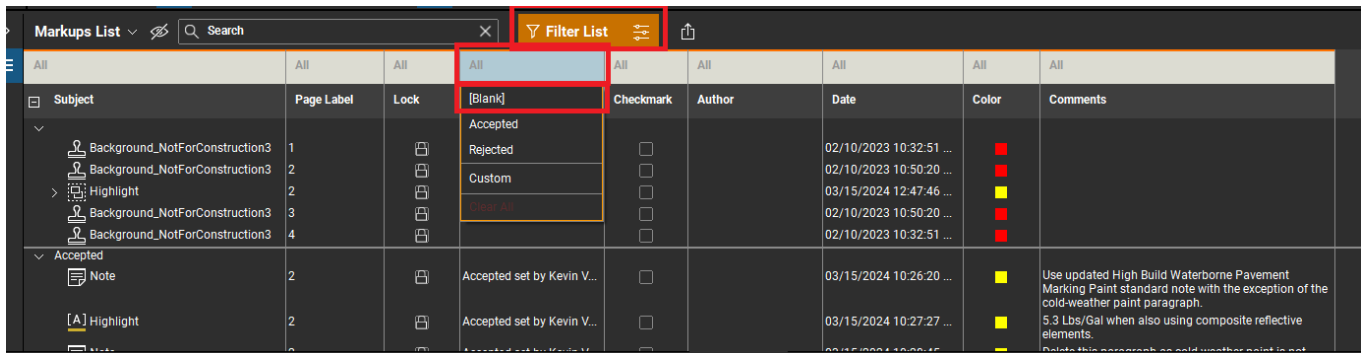 Markups List Search Filter List
All All All All All All All All All
Subject Page Label Lock [Blank] Checkmark Author Date Color Comments
Accepted
Background_NotForConstruction3 1 Rejected 02/10/2023 10:32:51 ...
Background_NotForConstruction3 2 Custom 02/10/2023 10:50:20 ...
Highlight 2 03/15/2024 12:47:46 ...
Background_NotForConstruction3 3 Clear All 02/10/2023 10:50:20 ...
Background_NotForConstruction3 4 02/10/2023 10:32:51 ...
Accepted
Note 2 Accepted set by Kevin V... 03/15/2024 10:26:20 ... Use updated High Build Waterborne Pavement
Marking Paint standard note with the exception of the
cold-weather paint paragraph.
[A] Highlight 2 Accepted set by Kevin V... 03/15/2024 10:27:27 ... 5.3 Lbs/Gal when also using composite reflective
elements.